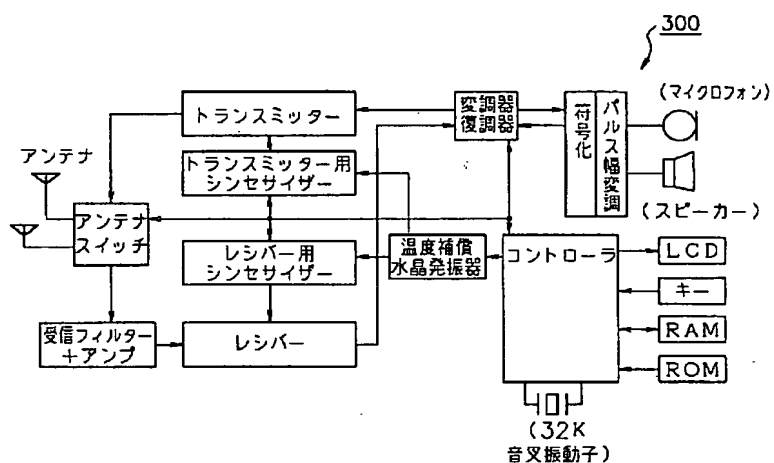 300
トランスミッター
変調器
復調器
符号化
パルス幅変調
(マイクロフォン)
(スピーカー)
アンテナ
トランスミッター用
シンセサイザー
アンテナ
スイッチ
レシバー用
シンセサイザー
温度補償
水晶発振器
コントローラ
LCD
キー
RAM
ROM
受信フィルター
+アンプ
レシバー
(32K
音叉振動子)